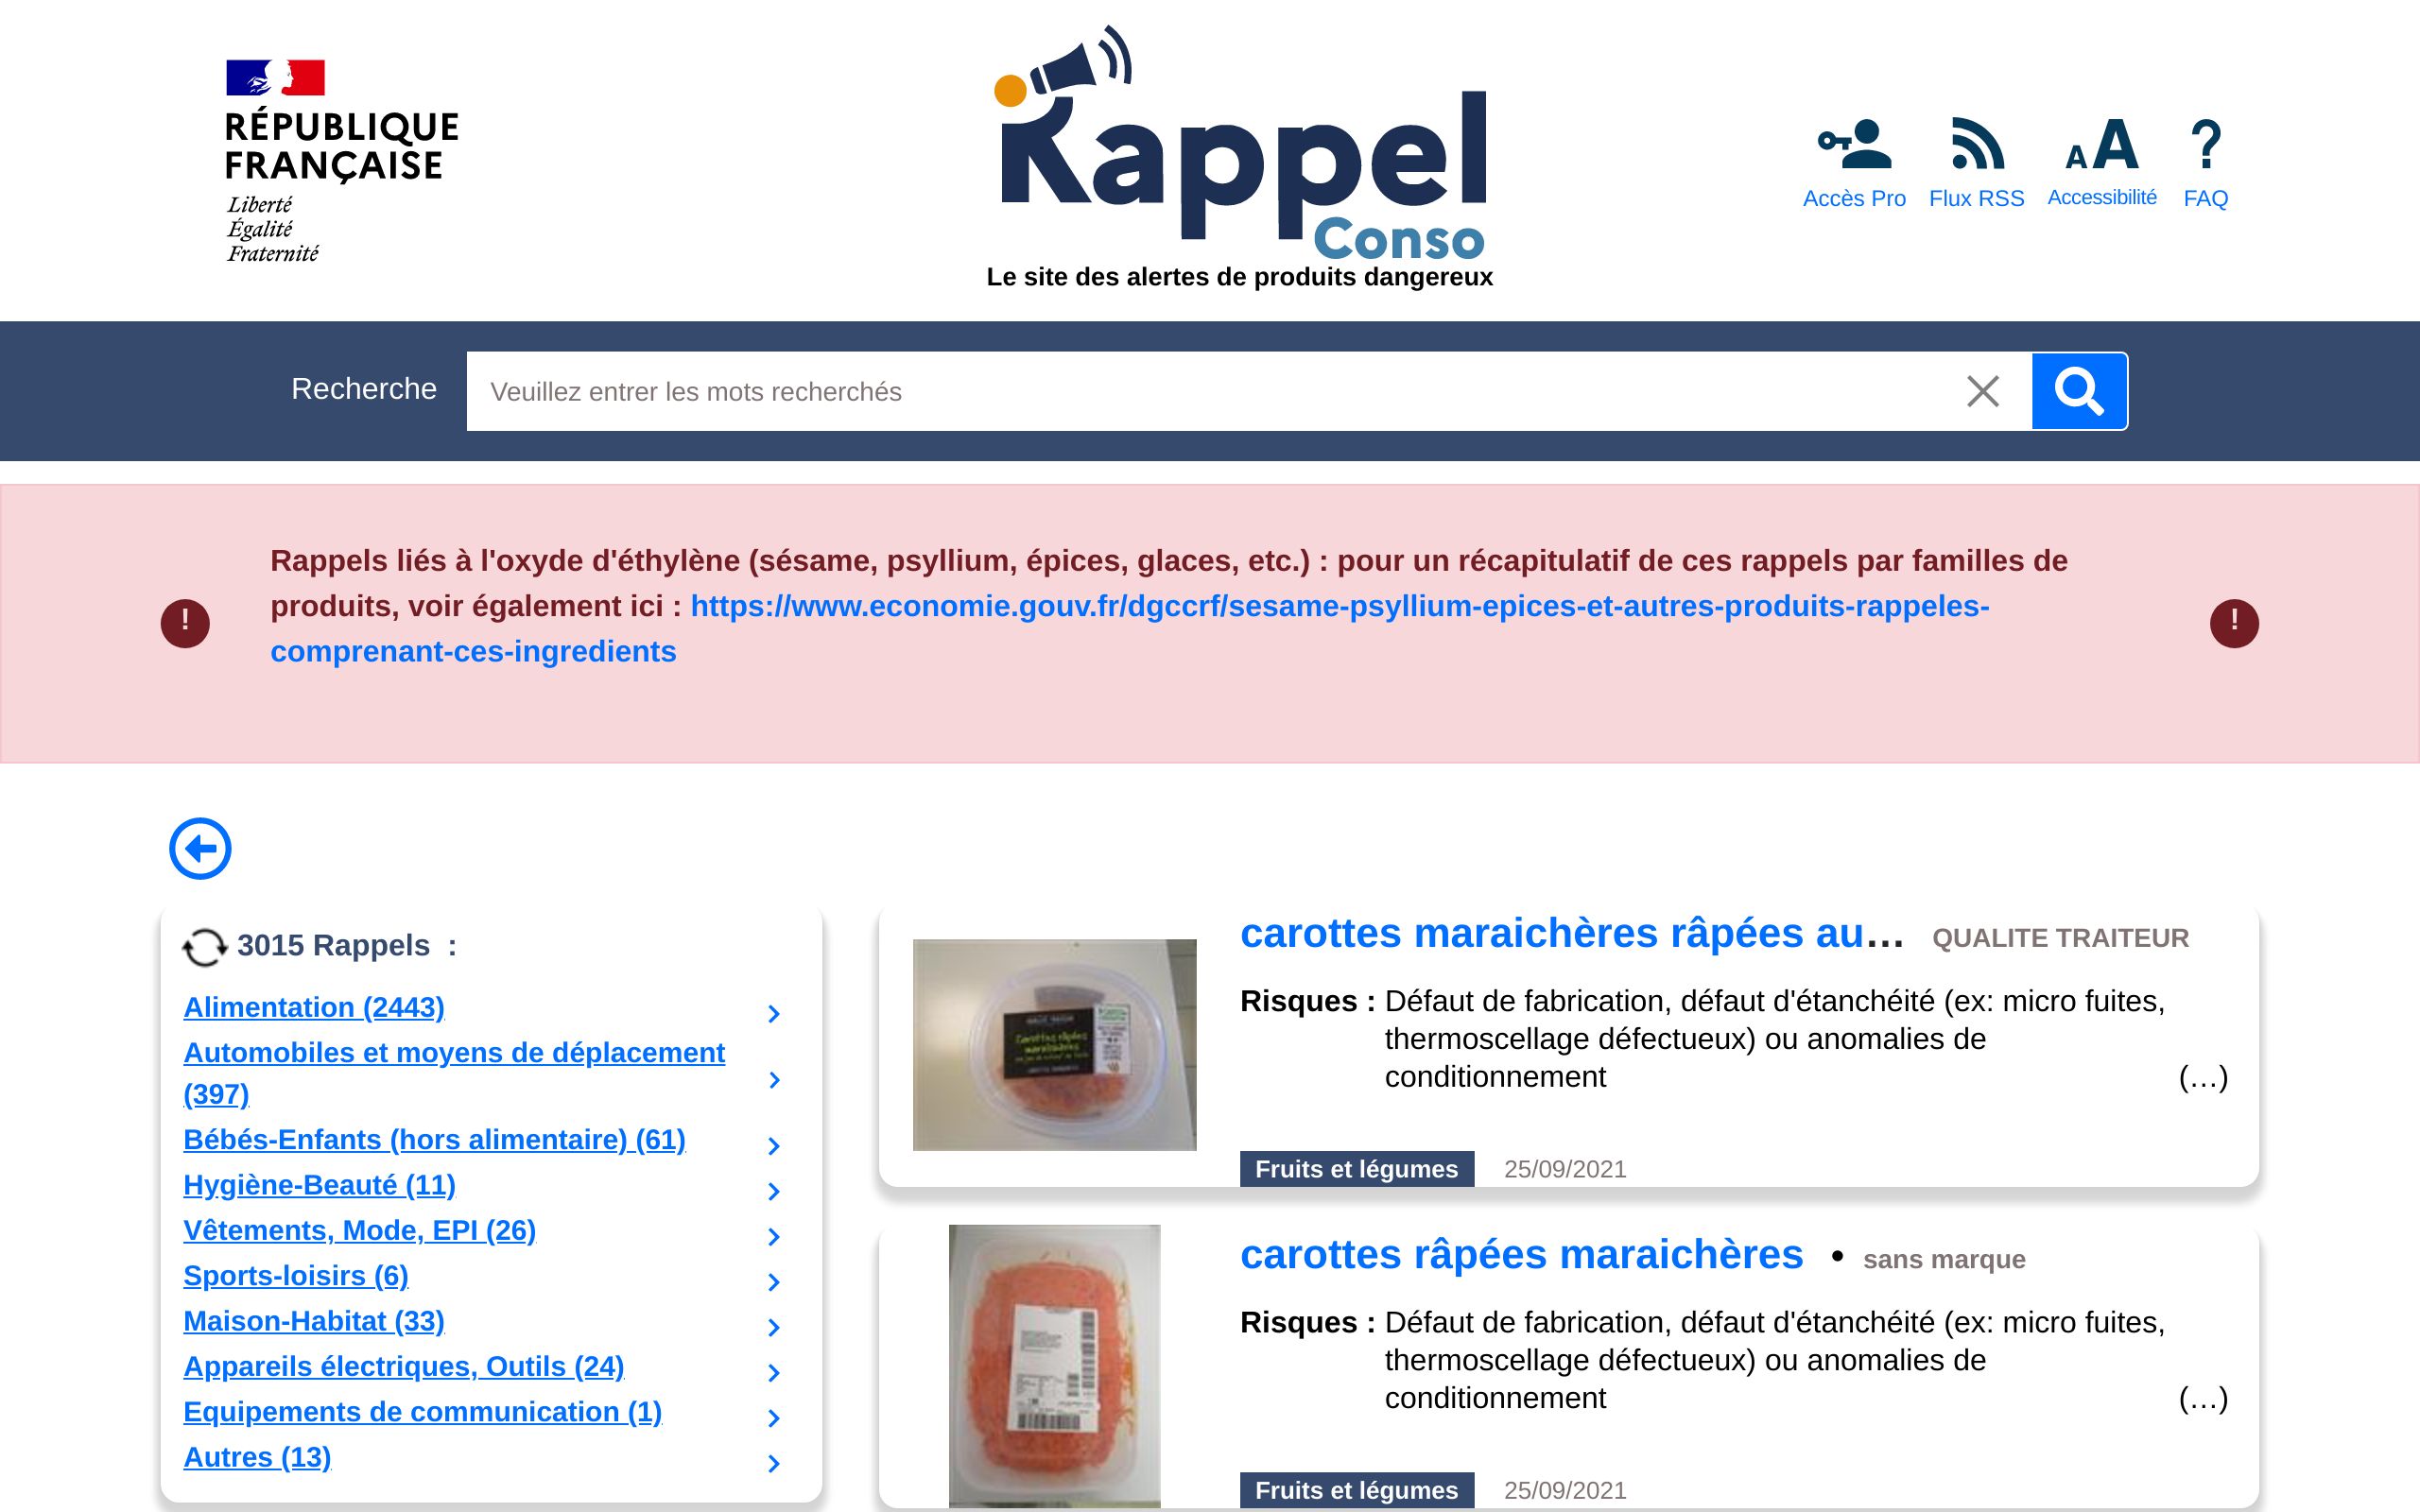 RÉPUBLIQUE
FRANÇAISE
Liberté
Égalité
Fraternité
Rappel
Conso
Le site des alertes de produits dangereux
Accès Pro
Flux RSS
AA
Accessibilité
?
FAQ
Recherche
Veuillez entrer les mots recherchés
Rappels liés à l'oxyde d'éthylène (sésame, psyllium, épices, glaces, etc.) : pour un récapitulatif de ces rappels par familles de
! produits, voir également ici : https://www.economie.gouv.fr/dgccrf/sesame-psyllium-epices-et-autres-produits-rappeles- !
comprenant-ces-ingredients
3015 Rappels :
Alimentation (2443)
Automobiles et moyens de déplacement
(397)
Bébés-Enfants (hors alimentaire) (61)
Hygiène-Beauté (11)
Vêtements, Mode, EPI (26)
Sports-loisirs (6)
Maison-Habitat (33)
Appareils électriques, Outils (24)
Equipements de communication (1)
Autres (13)
carottes maraichères râpées au... QUALITE TRAITEUR
Risques : Défaut de fabrication, défaut d'étanchéité (ex: micro fuites,
thermoscellage défectueux) ou anomalies de
conditionnement (...)
Fruits et légumes 25/09/2021
Carottes râpées
maraichères
carottes râpées maraichères • sans marque
Risques : Défaut de fabrication, défaut d'étanchéité (ex: micro fuites,
thermoscellage défectueux) ou anomalies de
conditionnement (...)
Fruits et légumes 25/09/2021